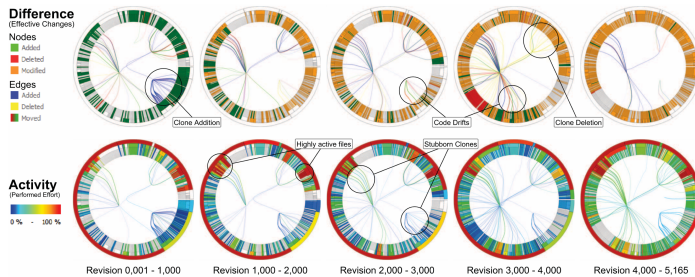 Difference
(Effective Changes)
Nodes
Added
Deleted
Modified
Edges
Added
Deleted
Moved
Clone Addition
Code Drifts
Clone Deletion
Highly active files
Stubborn Clones
Activity
(Performed Effort)
0 % - 100 %
Revision 0,001 - 1,000
Revision 1,000 - 2,000
Revision 2,000 - 3,000
Revision 3,000 - 4,000
Revision 4,000 - 5,165